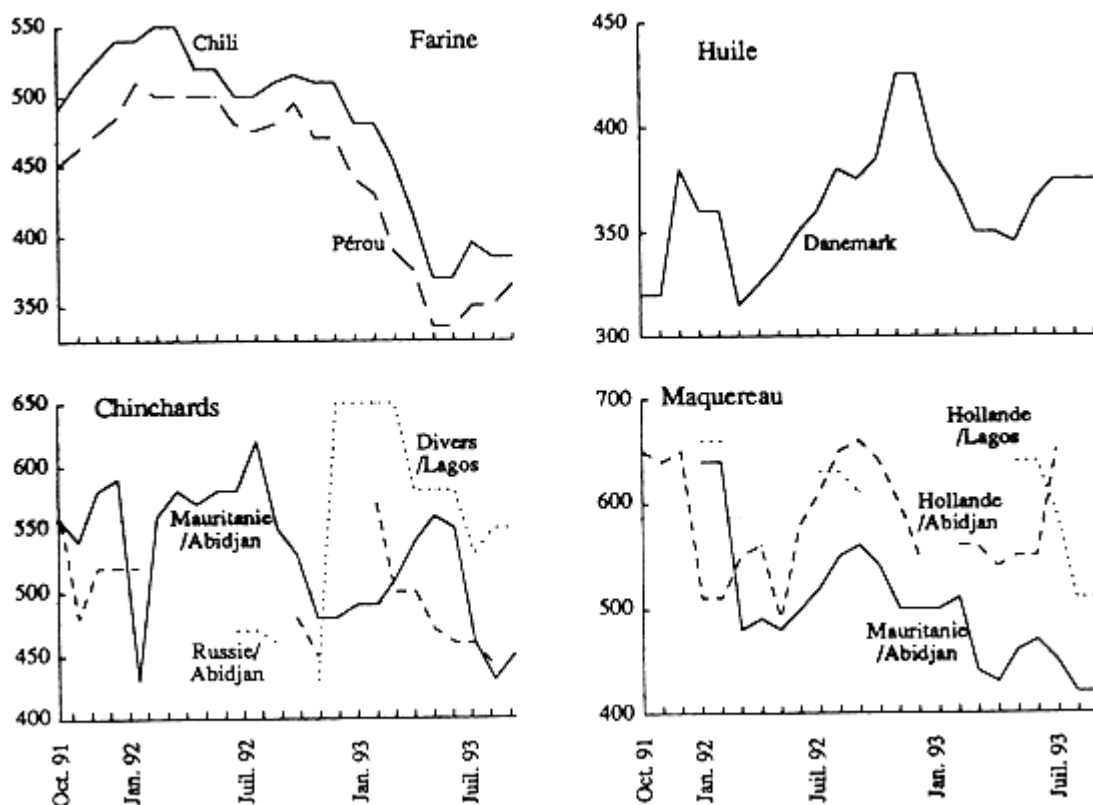 550
500
450
400
350
Chili
Farine
Pérou
450
400
350
300
Huile
Danemark
650
600
550
500
450
400
Chinchards
Divers
/Lagos
Mauritanie
/Abidjan
Russie/
Abidjan
Oct. 91
Jan. 92
Juil. 92
Jan. 93
Juil. 93
700
600
500
400
Maquereau
Hollande
/Lagos
Hollande
/Abidjan
Mauritanie
/Abidjan
Oct. 91
Jan. 92
Juil. 92
Jan. 93
Juil. 93